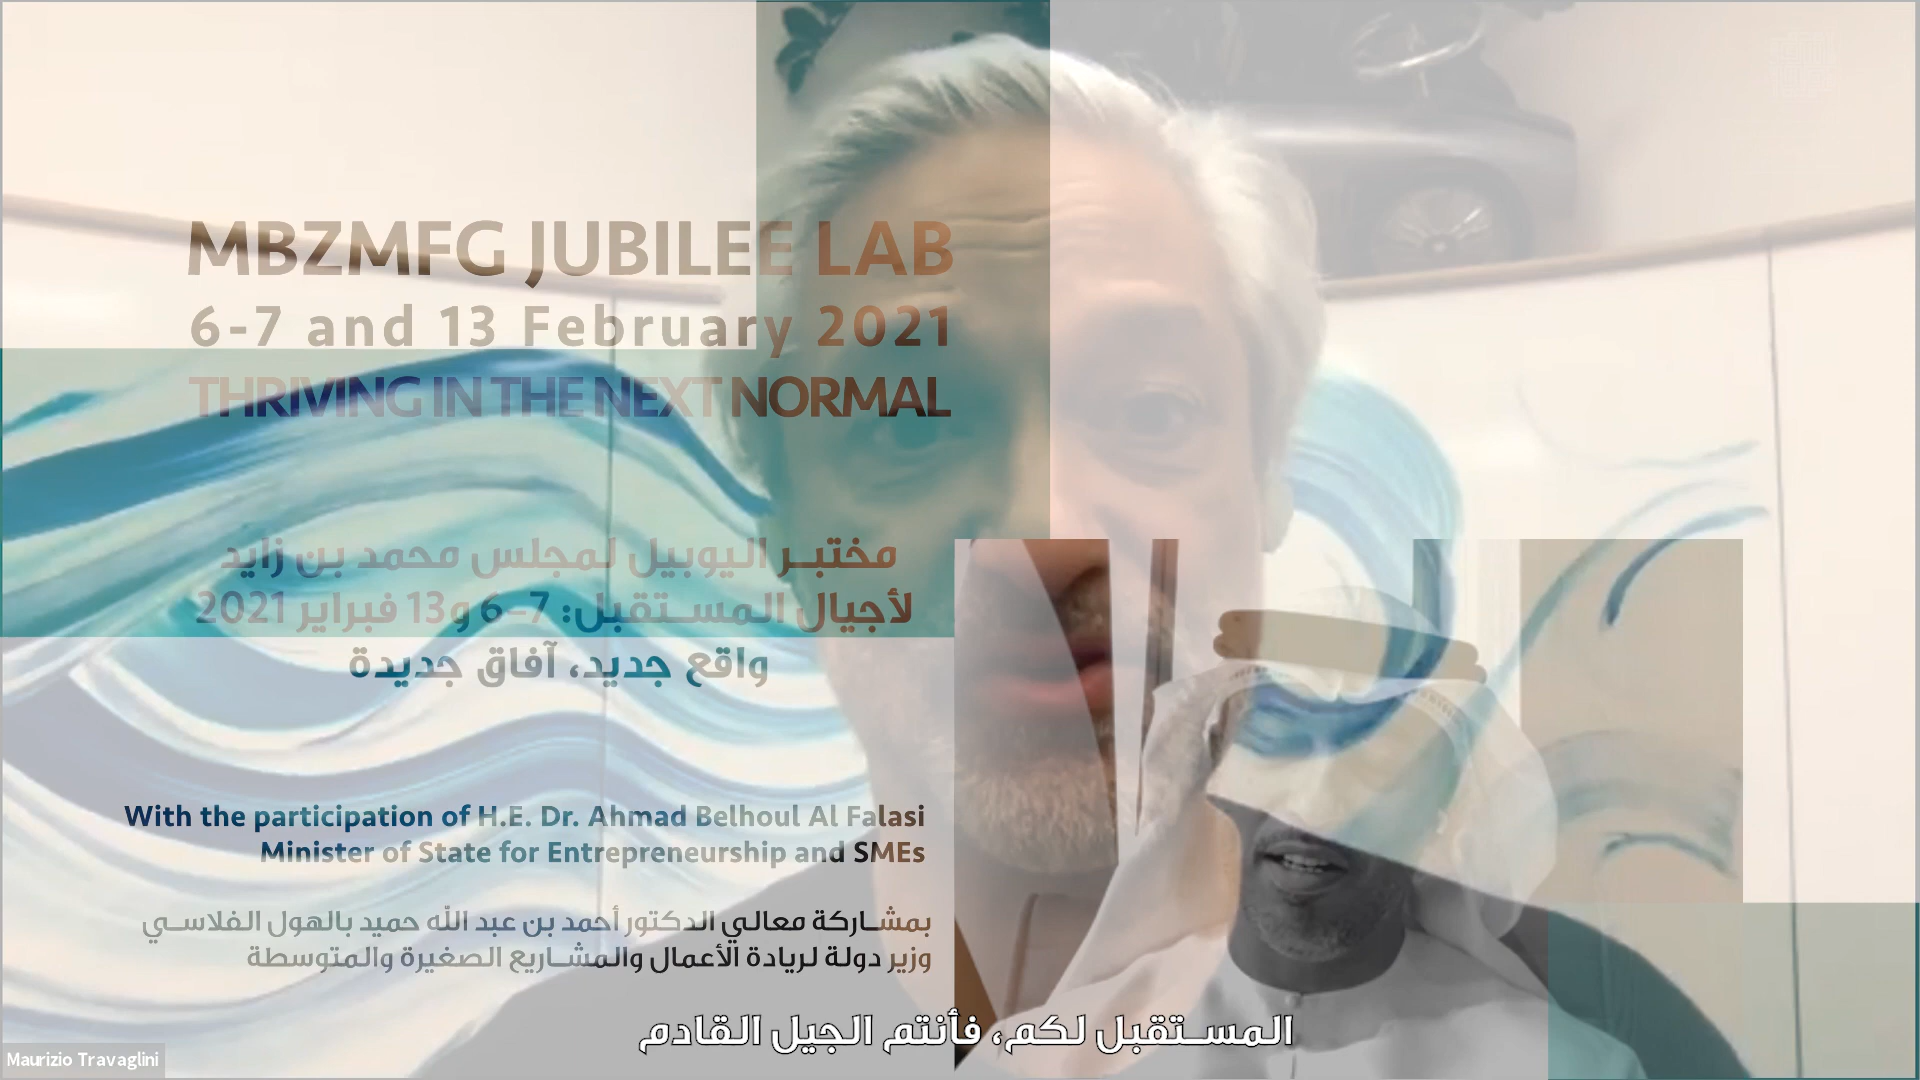 MBZMFG JUBILEE LAB
6-7 and 13 February 2021
THRIVING IN THE NEXT NORMAL
مختبر اليوبيل لمجلس محمد بن زايد
لأجيال المستقبل: 7-6 و13 فبراير 2021
واقع جديد، آفاق جديدة
With the participation of H.E. Dr. Ahmad Belhoul Al Falasi
Minister of State for Entrepreneurship and SMEs
بمشاركة معالي الدكتور أحمد بن عبد الله حميد بالهول الفلاسي
وزير دولة لريادة الأعمال والمشاريع الصغيرة والمتوسطة
المستقبل لكم، فأنتم الجيل القادم
Maurizio Travaglini